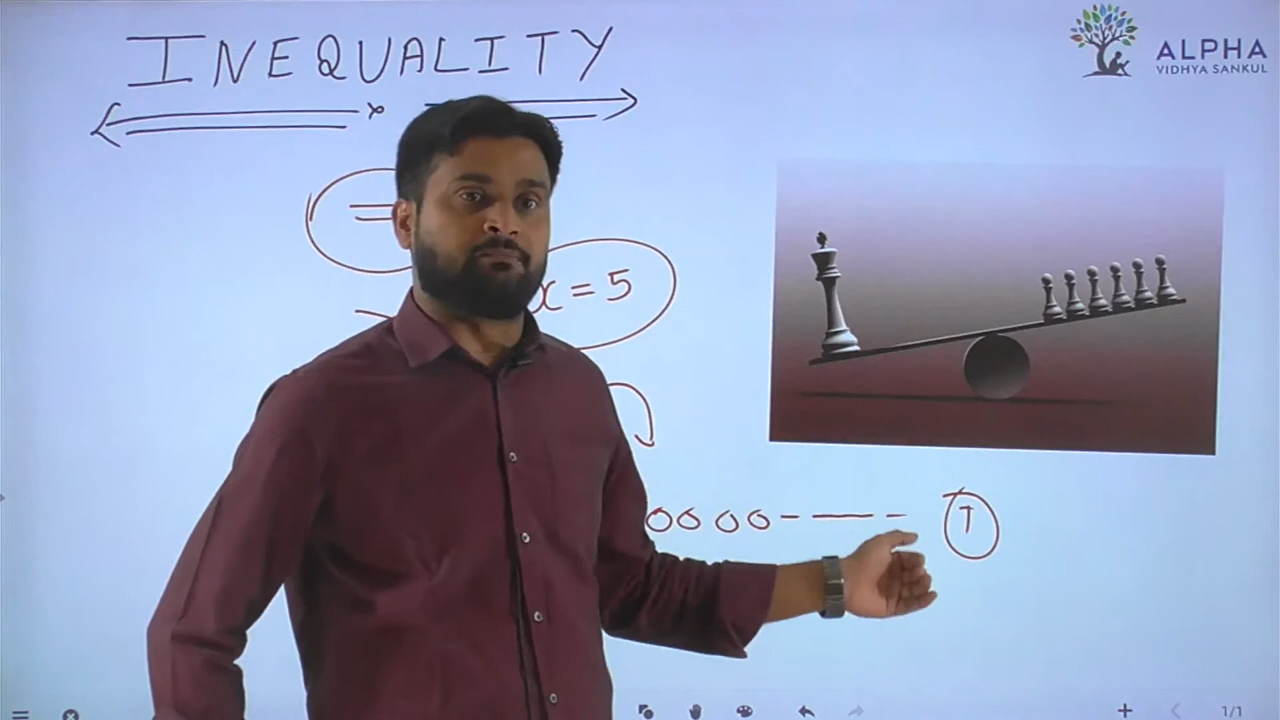 INEQUALITY
ALPHA
VIDHYA SANKUL
=
x = 5
0000 - — -
T
1/1